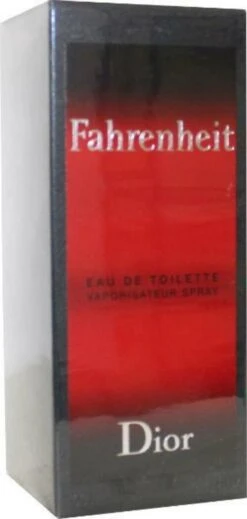 Fahrenheit
EAU DE TOILETTE
VAPORISATEUR SPRAY
Dior